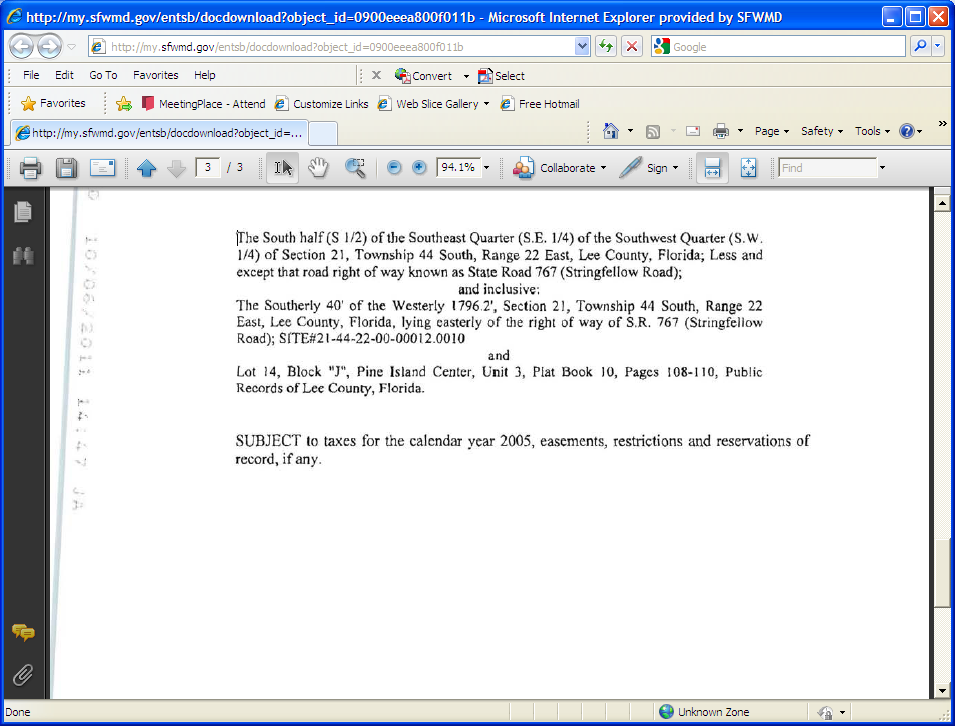 http://my.sfwmd.gov/entsb/docdownload?object_id=0900eeea800f011b - Microsoft Internet Explorer provided by SFWMD
http://my.sfwmd.gov/entsb/docdownload?object_id=0900eeea800f011b
Google
File Edit Go To Favorites Help
Convert Select
Favorites MeetingPlace - Attend Customize Links Web Slice Gallery Free Hotmail
http://my.sfwmd.gov/entsb/docdownload?object_id=...
Page Safety Tools
3 / 3 94.1% Collaborate Sign Find
The South half (S 1/2) of the Southeast Quarter (S.E. 1/4) of the Southwest Quarter (S.W.
1/4) of Section 21, Township 44 South, Range 22 East, Lee County, Florida; Less and
except that road right of way known as State Road 767 (Stringfellow Road);
and inclusive:
The Southerly 40' of the Westerly 1796.2', Section 21, Township 44 South, Range 22
East, Lee County, Florida, lying easterly of the right of way of S.R. 767 (Stringfellow
Road); SITE#21-44-22-00-00012.0010
and
Lot 14, Block "J", Pine Island Center, Unit 3, Plat Book 10, Pages 108-110, Public
Records of Lee County, Florida.
SUBJECT to taxes for the calendar year 2005, easements, restrictions and reservations of
record, if any.
10/06/2011 14:47 JA
Done
Unknown Zone